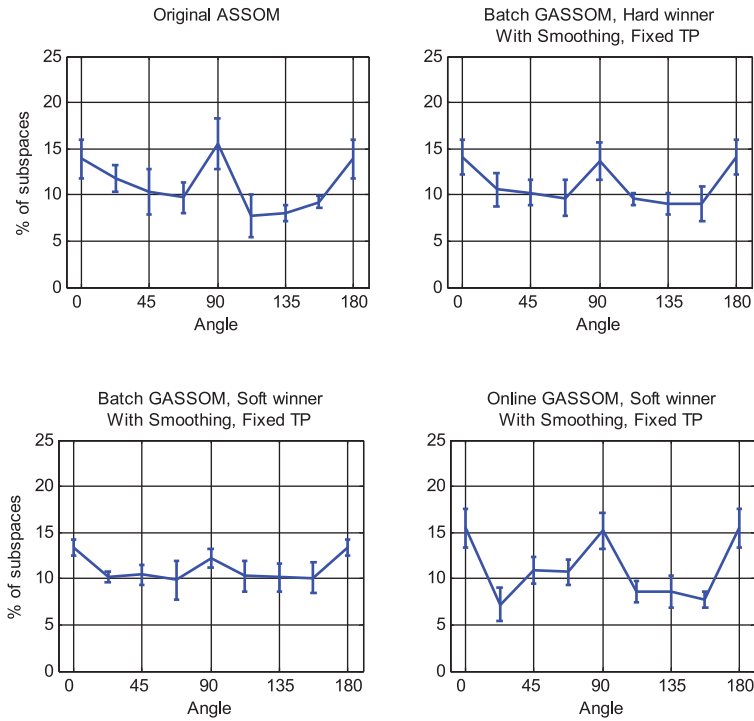 Original ASSOM
25
20
15
10
5
0
% of subspaces
0 45 90 135 180
Angle
Batch GASSOM, Hard winner
With Smoothing, Fixed TP
25
20
15
10
5
0
0 45 90 135 180
Angle
Batch GASSOM, Soft winner
With Smoothing, Fixed TP
25
20
15
10
5
0
% of subspaces
0 45 90 135 180
Angle
Online GASSOM, Soft winner
With Smoothing, Fixed TP
25
20
15
10
5
0
0 45 90 135 180
Angle